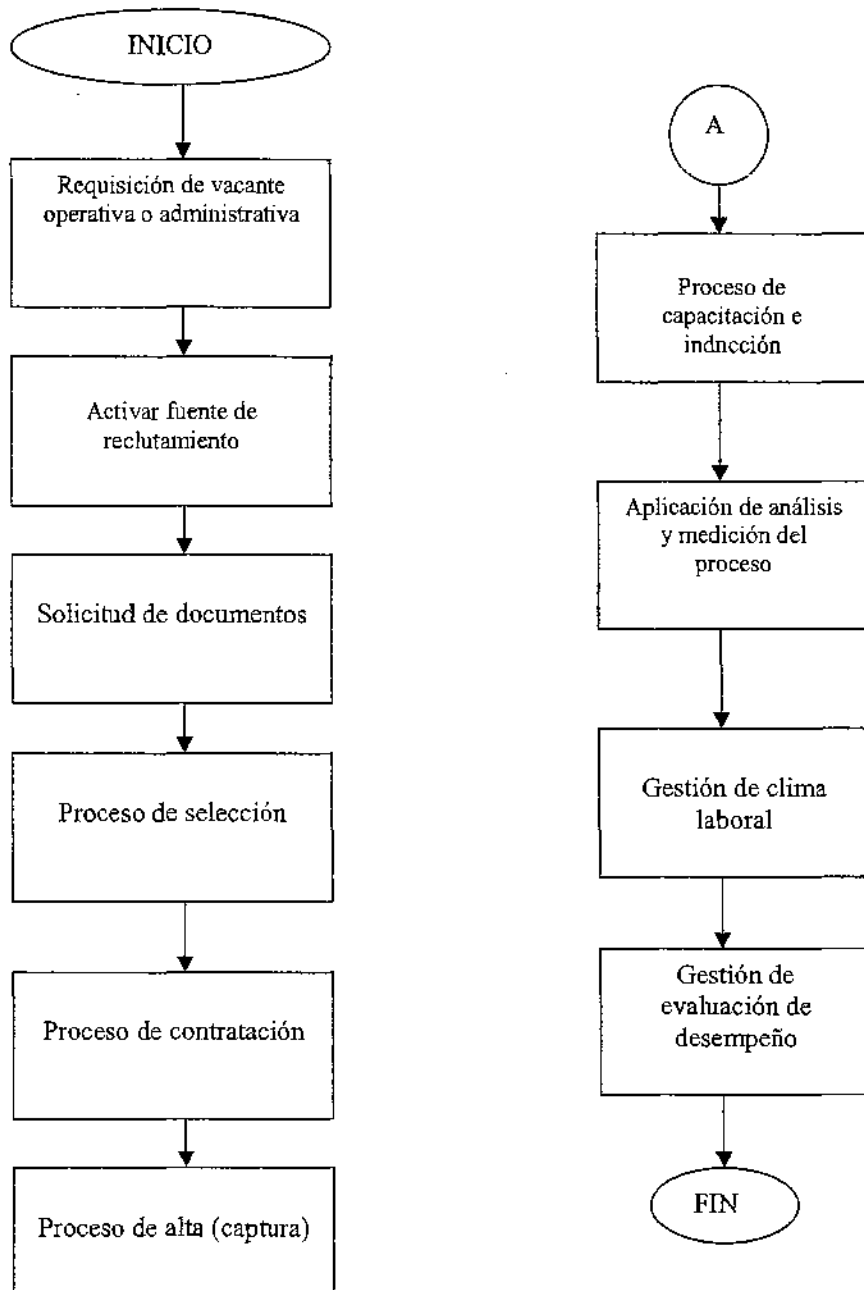 INICIO
Requisición de vacante
operativa o administrativa
Activar fuente de
reclutamiento
Solicitud de documentos
Proceso de selección
Proceso de contratación
Proceso de alta (captura)
A
Proceso de
capacitación e
inducción
Aplicación de análisis
y medición del
proceso
Gestión de clima
laboral
Gestión de
evaluación de
desempeño
FIN